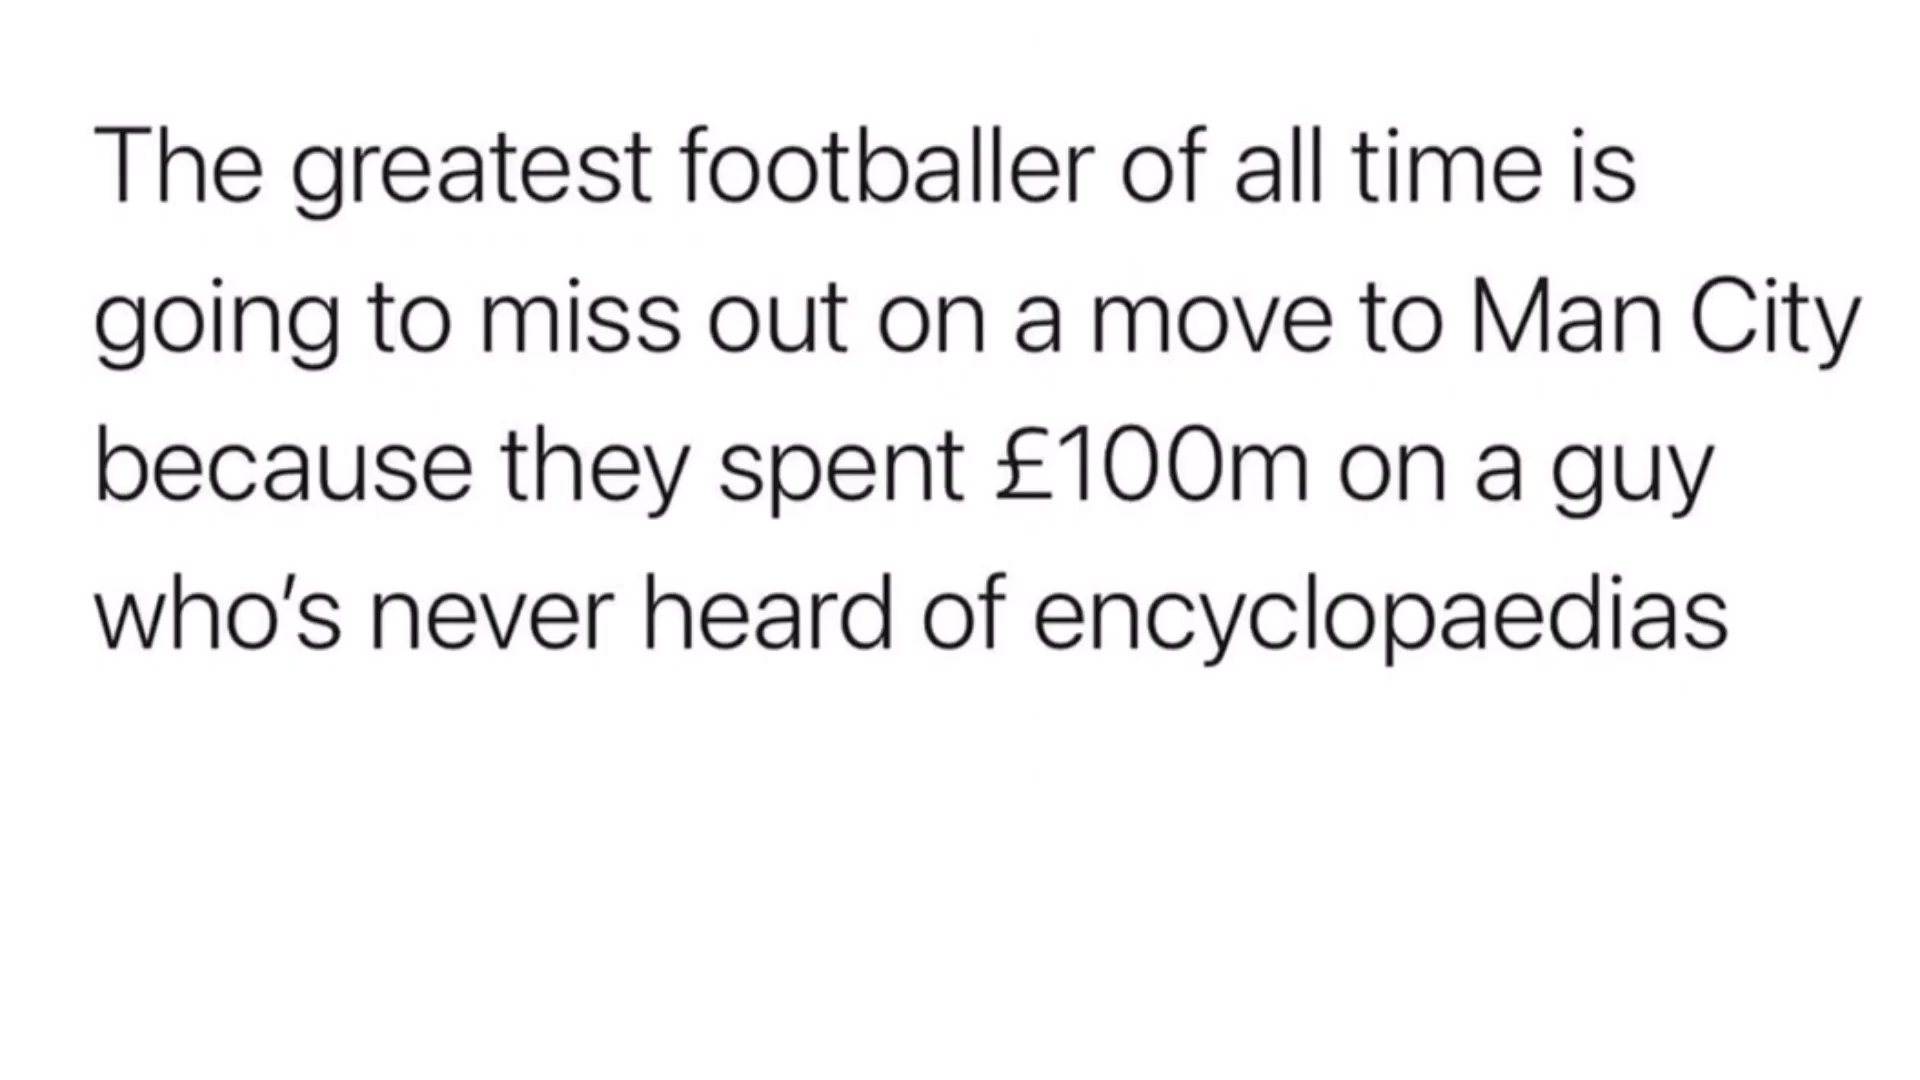 The greatest footballer of all time is
going to miss out on a move to Man City
because they spent £100m on a guy
who’s never heard of encyclopaedias